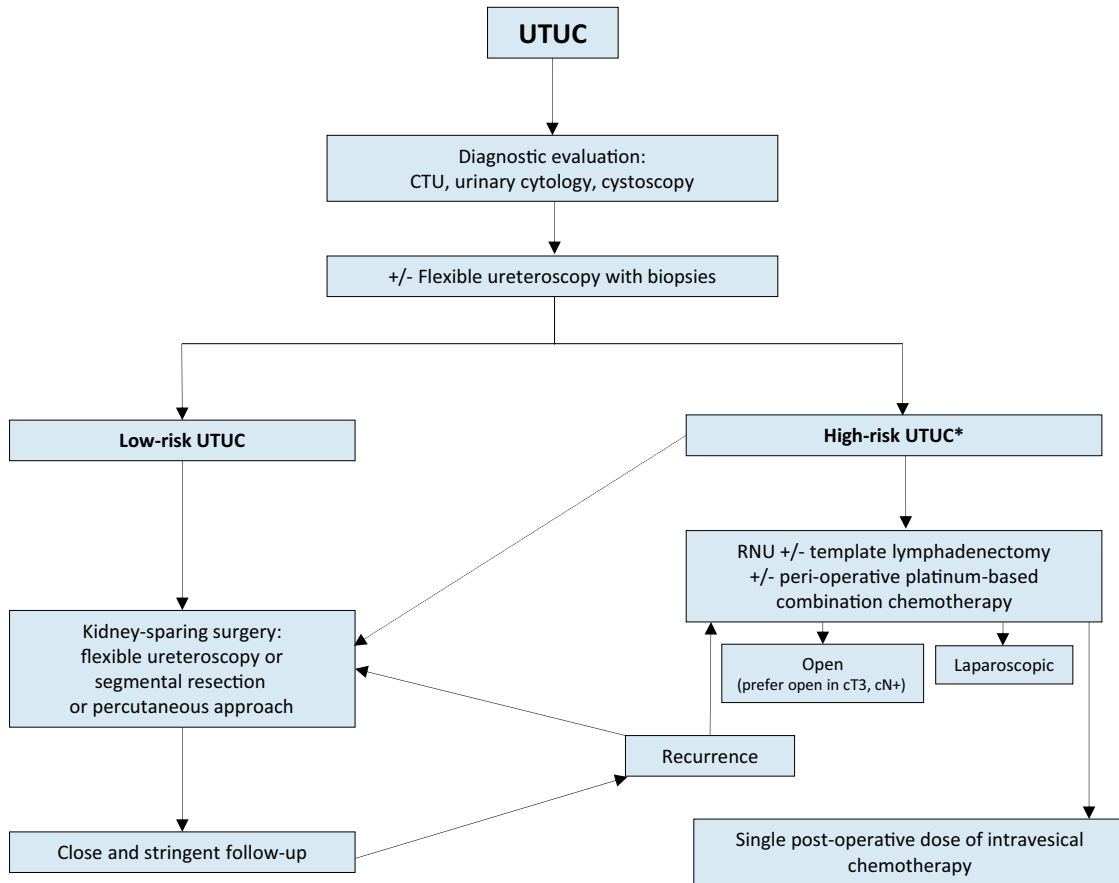 UTUC
Diagnostic evaluation:
CTU, urinary cytology, cystoscopy
+/- Flexible ureteroscopy with biopsies
Low-risk UTUC
High-risk UTUC*
RNU +/- template lymphadenectomy
+/- peri-operative platinum-based
combination chemotherapy
Kidney-sparing surgery:
flexible ureteroscopy or
segmental resection
or percutaneous approach
Open
(prefer open in cT3, cN+)
Laparoscopic
Recurrence
Close and stringent follow-up
Single post-operative dose of intravesical
chemotherapy